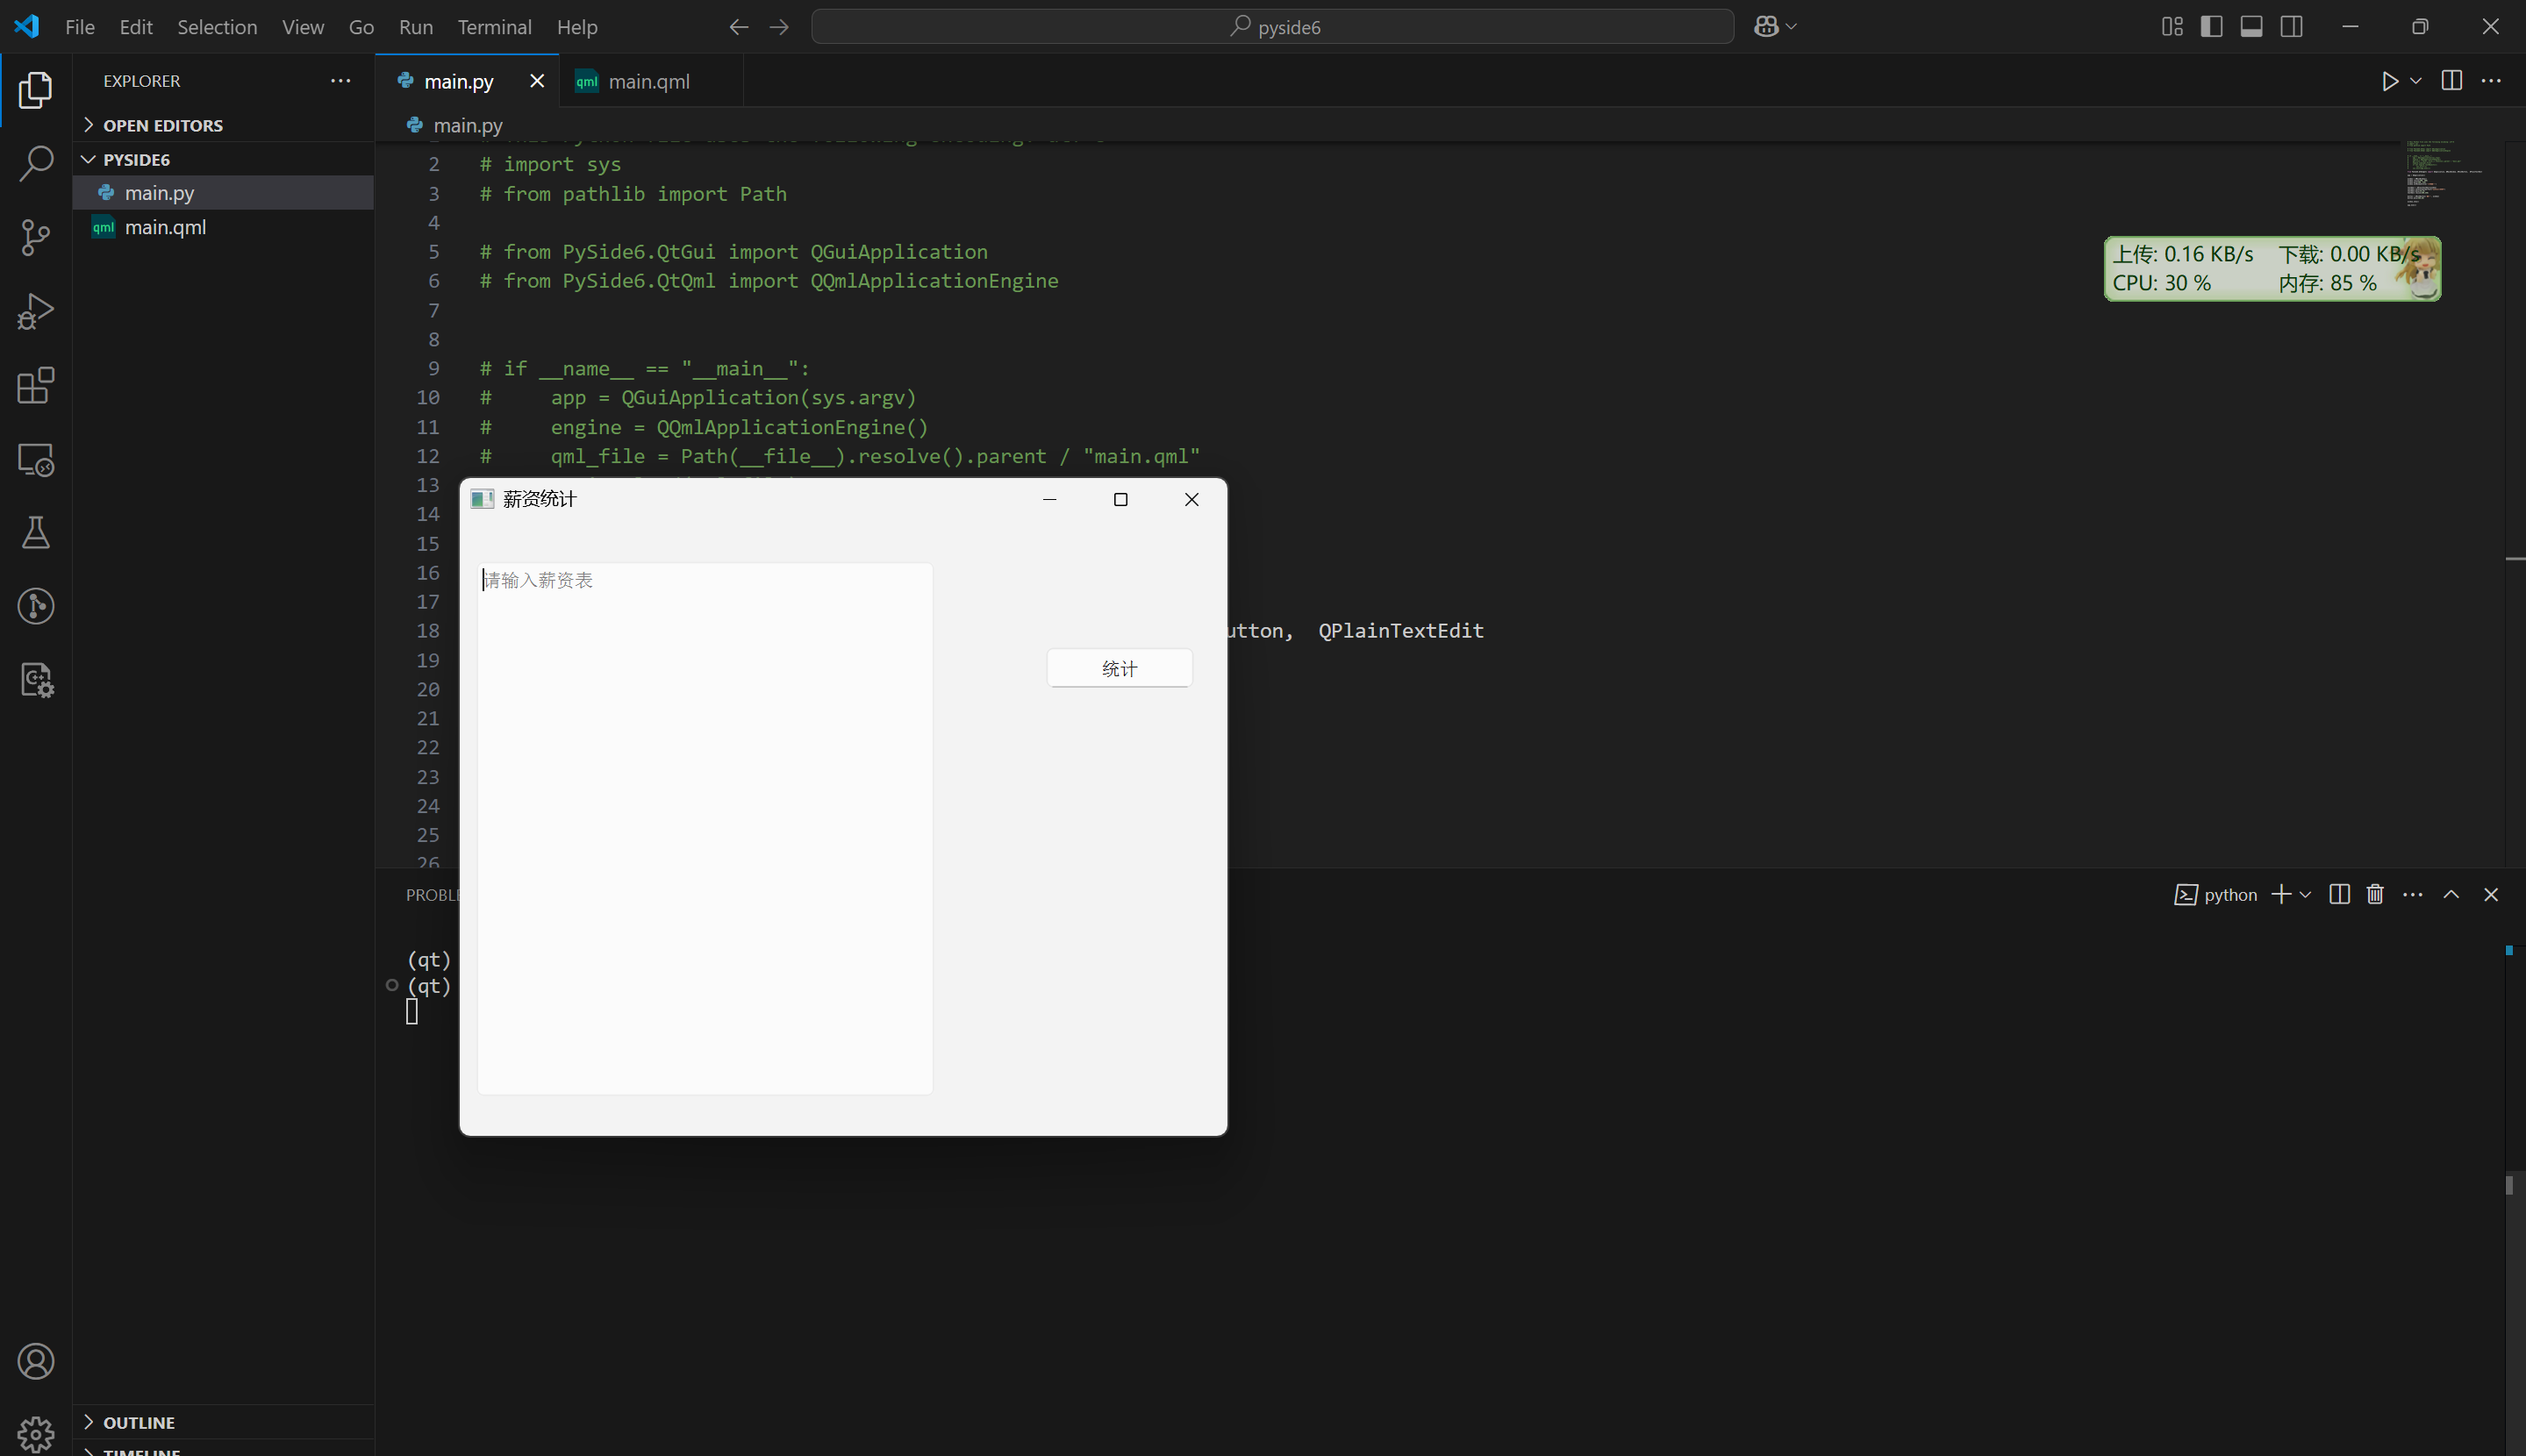 File Edit Selection View Go Run Terminal Help
pyside6
EXPLORER
OPEN EDITORS
PYSIDE6
main.py
qml main.qml
OUTLINE
main.py
qml main.qml
main.py
2 # import sys
3 # from pathlib import Path
4
5 # from PySide6.QtGui import QGuiApplication
6 # from PySide6.QtQml import QQmlApplicationEngine
7
8
9 # if __name__ == "__main__":
10 #     app = QGuiApplication(sys.argv)
11 #     engine = QQmlApplicationEngine()
12 #     qml_file = Path(__file__).resolve().parent / "main.qml"
13
14
15
16
17
18 utton,  QPlainTextEdit
19
20
21
22
23
24
25
26
上传: 0.16 KB/s 下载: 0.00 KB/s
CPU: 30 % 内存: 85 %
薪资统计
请输入薪资表
统计
PROBLE
python
(qt)
(qt)